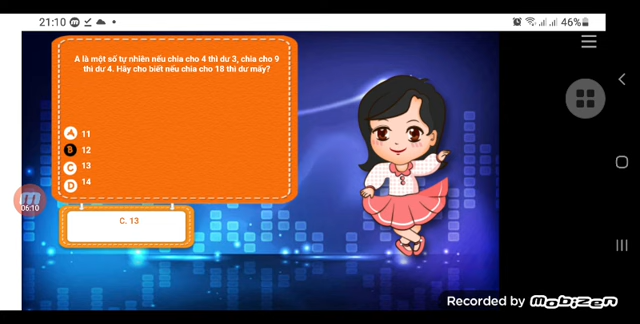 21:10
46%
A là một số tự nhiên nếu chia cho 4 thì dư 3, chia cho 9
thì dư 4. Hãy cho biết nếu chia cho 18 thì dư mấy?
A 11
B 12
C 13
D 14
06:10
C. 13
Recorded by Mobizen